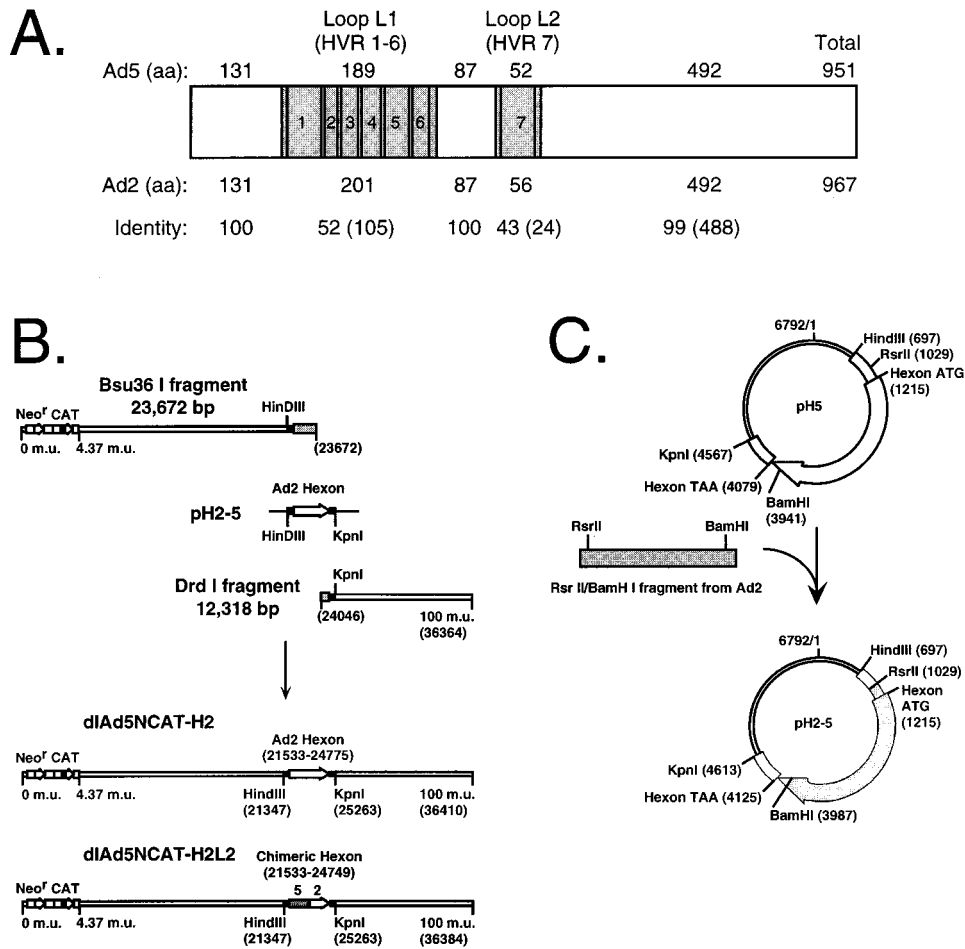 A.
Loop L1
(HVR 1-6)
Loop L2
(HVR 7)
Total
Ad5 (aa): 131 189 87 52 492 951
1 2 3 4 5 6 7
Ad2 (aa): 131 201 87 56 492 967
Identity: 100 52 (105) 100 43 (24) 99 (488)
B.
Bsu36 I fragment
23,672 bp
Neor CAT
HinDIII
0 m.u. 4.37 m.u. (23672)
Ad2 Hexon
pH2-5
HinDIII KpnI
Drd I fragment
12,318 bp
KpnI
(24046) 100 m.u.
(36364)
dlAd5NCAT-H2
Ad2 Hexon
(21533-24775)
Neor CAT
0 m.u. 4.37 m.u. HindIII KpnI 100 m.u.
(21347) (25263) (36410)
dlAd5NCAT-H2L2
Chimeric Hexon
(21533-24749)
Neor CAT 5 2
0 m.u. 4.37 m.u. HindIII KpnI 100 m.u.
(21347) (25263) (36384)
C.
6792/1
HindIII (697)
RsrII (1029)
Hexon ATG
(1215)
pH5
KpnI (4567)
Hexon TAA (4079)
BamHI
(3941)
RsrII BamHI
Rsr II/BamH I fragment from Ad2
6792/1
HindIII (697)
RsrII (1029)
Hexon
ATG
(1215)
pH2-5
KpnI (4613)
Hexon TAA (4125)
BamHI (3987)